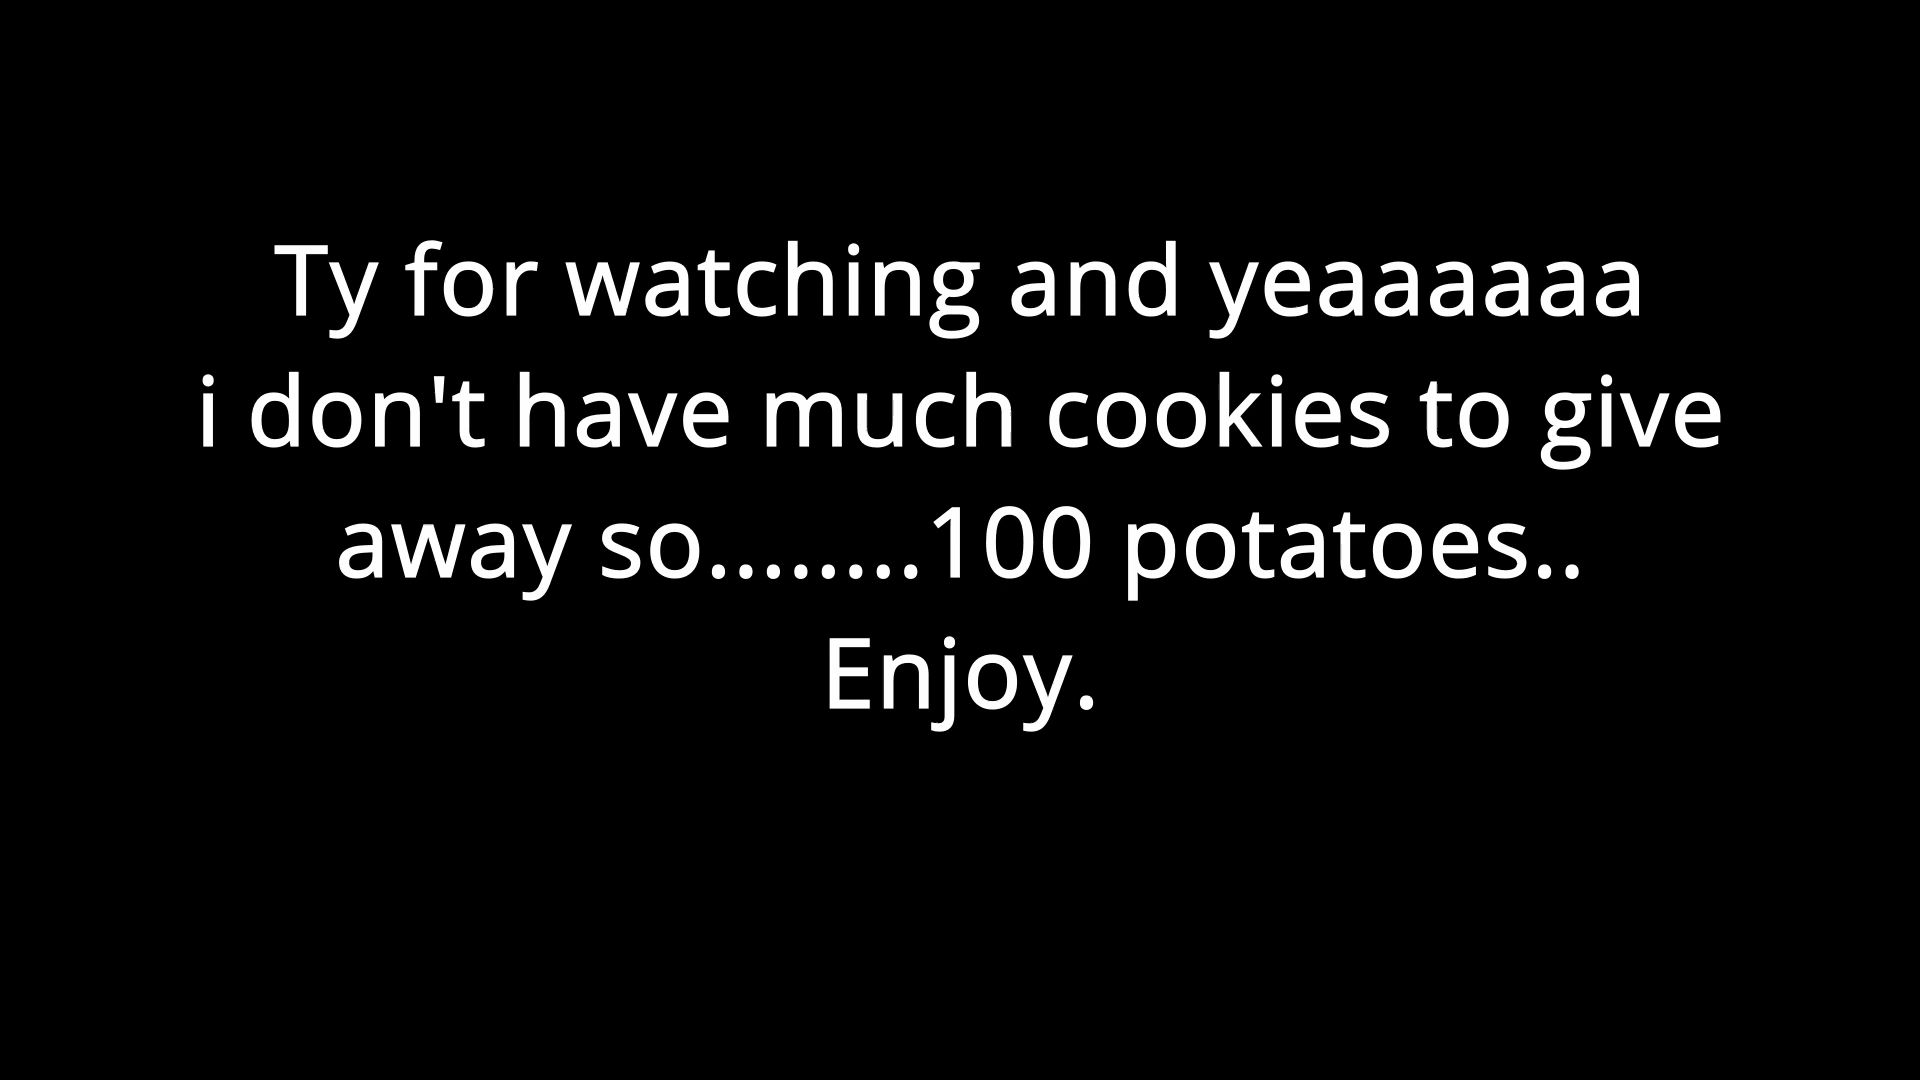 Ty for watching and yeaaaaaa
i don't have much cookies to give
away so........100 potatoes..
Enjoy.